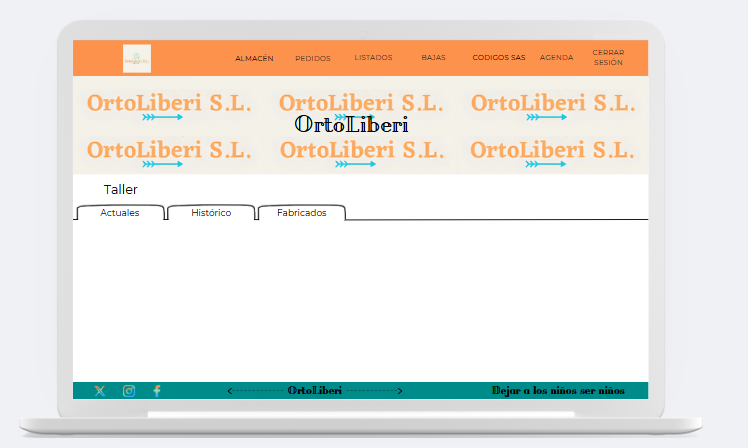 ALMACÉN PEDIDOS LISTADOS BAJAS CODIGOS SAS AGENDA CERRAR SESIÓN
OrtoLiberi S.L. OrtoLiberi S.L. OrtoLiberi S.L.
OrtoLiberi
OrtoLiberi S.L. OrtoLiberi S.L. OrtoLiberi S.L.
Taller
Actuales Histórico Fabricados
OrtoLiberi Dejar a los niños ser niños